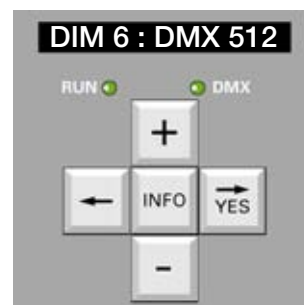 DIM 6 : DMX 512
RUN DMX
+
← INFO → YES
-